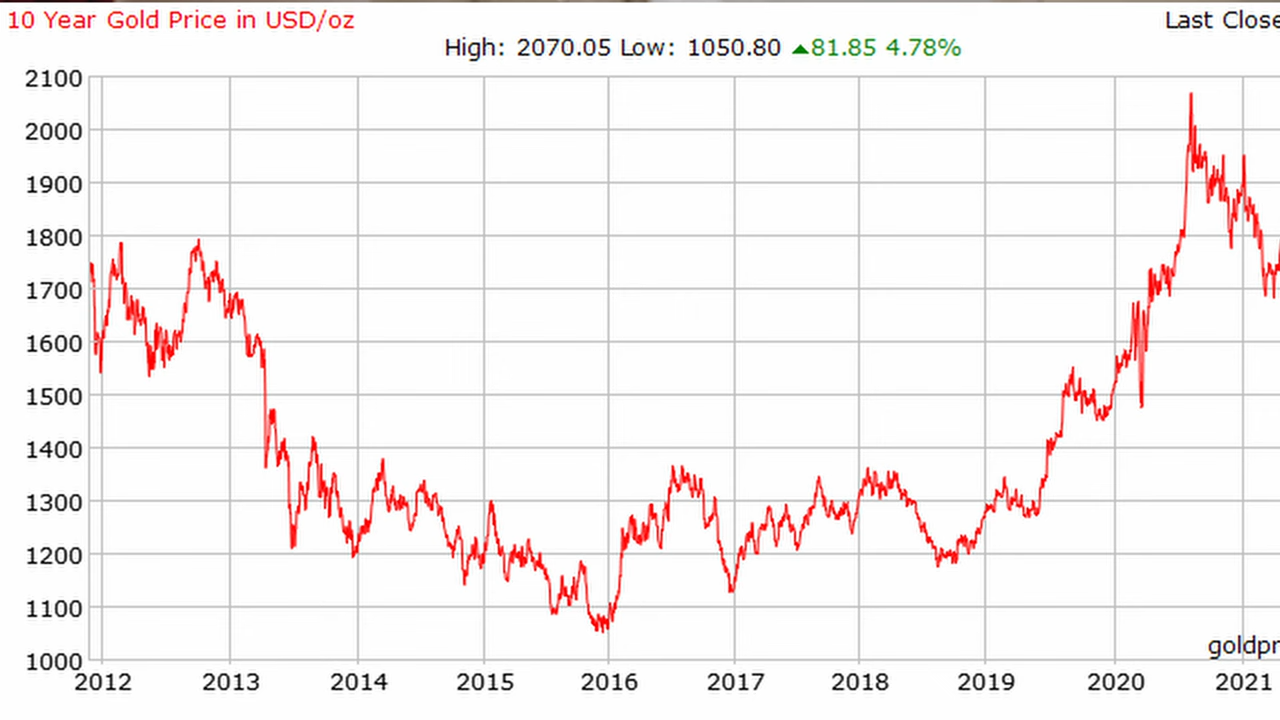 10 Year Gold Price in USD/oz
Last Close
High: 2070.05 Low: 1050.80 ▲81.85 4.78%
2100
2000
1900
1800
1700
1600
1500
1400
1300
1200
1100
1000
goldpr
2012 2013 2014 2015 2016 2017 2018 2019 2020 2021